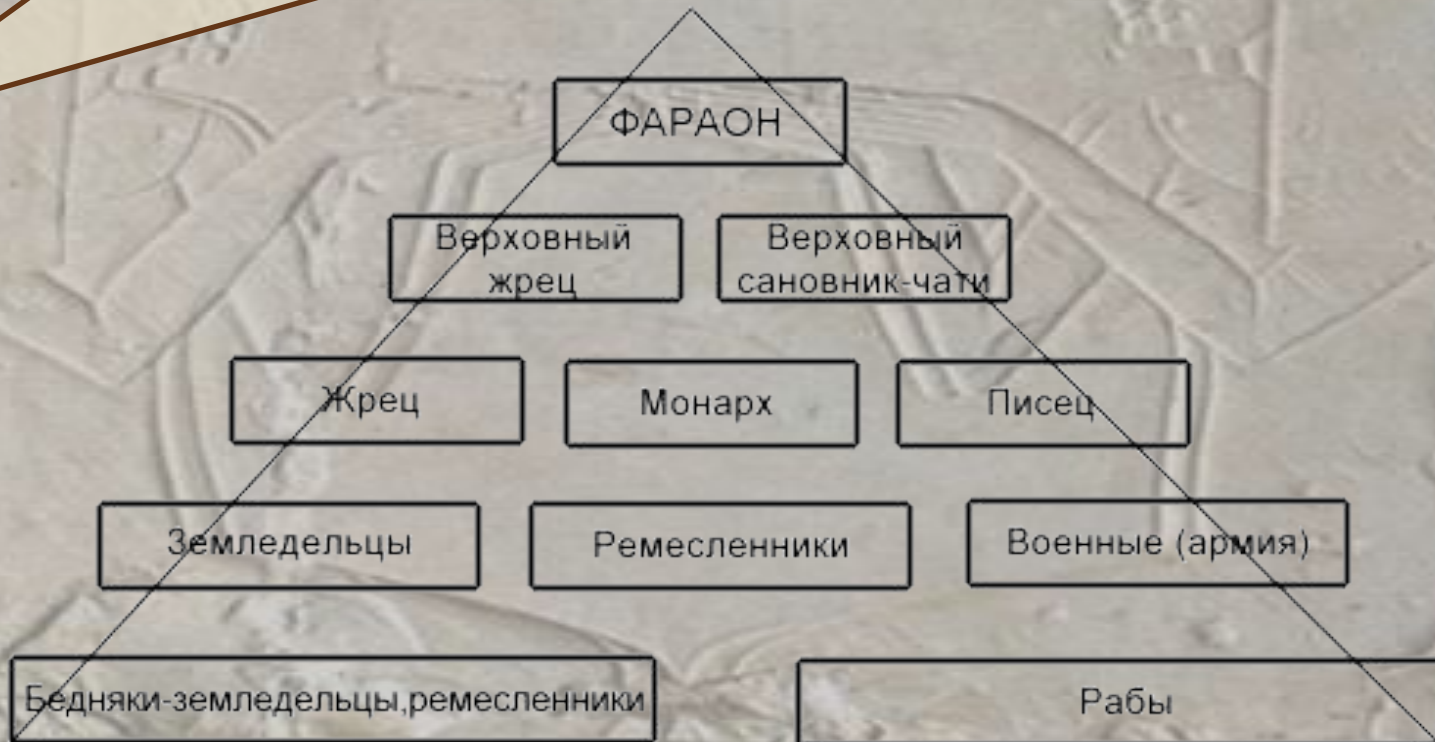 ФАРАОН
Верховный
жрец
Верховный
сановник-чати
Жрец
Монарх
Писец
Земледельцы
Ремесленники
Военные (армия)
Бедняки-земледельцы,ремесленники
Рабы